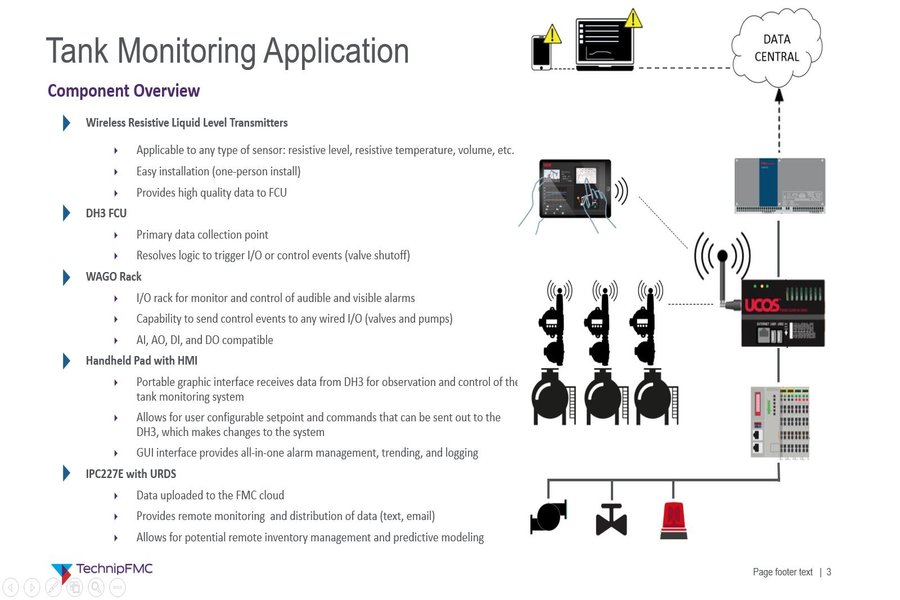 Tank Monitoring Application
Component Overview
Wireless Resistive Liquid Level Transmitters
Applicable to any type of sensor: resistive level, resistive temperature, volume, etc.
Easy installation (one-person install)
Provides high quality data to FCU
DH3 FCU
Primary data collection point
Resolves logic to trigger I/O or control events (valve shutoff)
WAGO Rack
I/O rack for monitor and control of audible and visible alarms
Capability to send control events to any wired I/O (valves and pumps)
AI, AO, DI, and DO compatible
Handheld Pad with HMI
Portable graphic interface receives data from DH3 for observation and control of the
tank monitoring system
Allows for user configurable setpoint and commands that can be sent out to the
DH3, which makes changes to the system
GUI interface provides all-in-one alarm management, trending, and logging
IPC227E with URDS
Data uploaded to the FMC cloud
Provides remote monitoring  and distribution of data (text, email)
Allows for potential remote inventory management and predictive modeling
DATA
CENTRAL
UCOS
TechnipFMC
Page footer text | 3